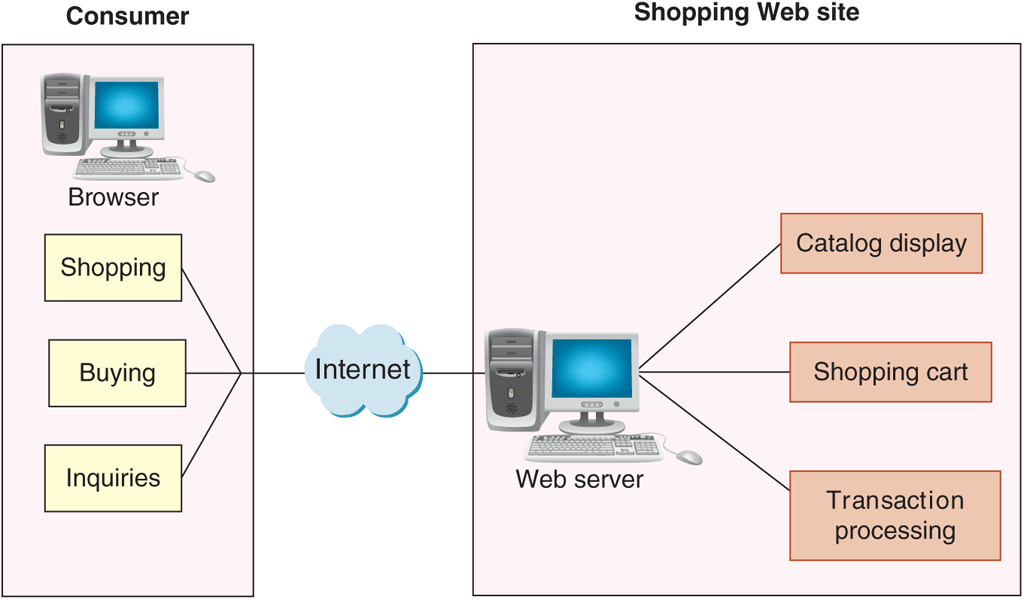 Consumer
Shopping Web site
Browser
Shopping
Buying
Inquiries
Internet
Web server
Catalog display
Shopping cart
Transaction
processing